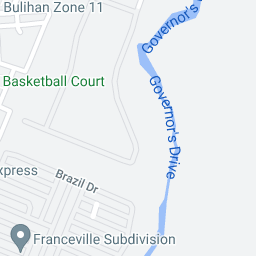 Bulihan Zone 11
Governor's
Basketball Court
Governor's Drive
xpress
Brazil Dr
Franceville Subdivision